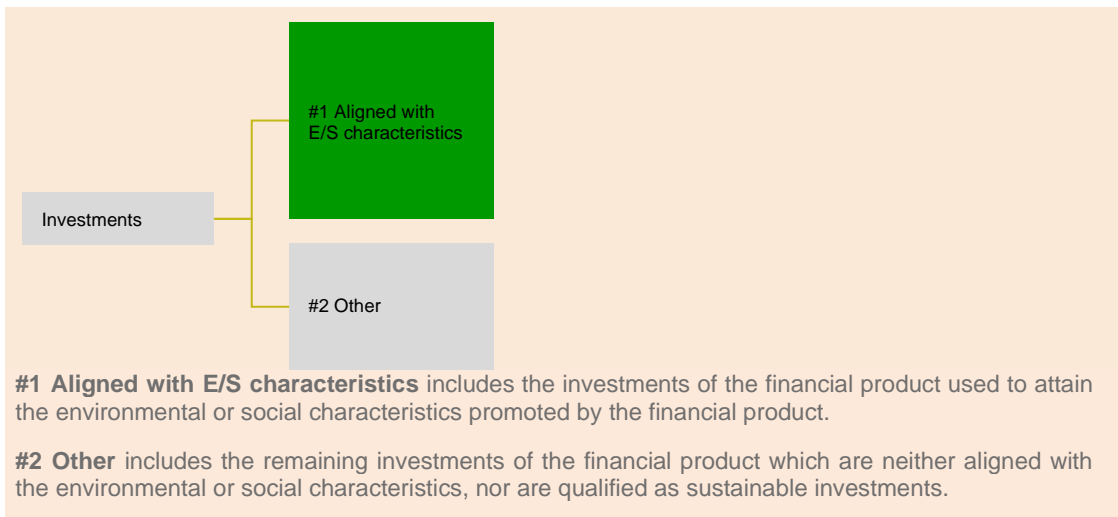 #1 Aligned with
E/S characteristics
Investments
#2 Other
#1 Aligned with E/S characteristics includes the investments of the financial product used to attain
the environmental or social characteristics promoted by the financial product.
#2 Other includes the remaining investments of the financial product which are neither aligned with
the environmental or social characteristics, nor are qualified as sustainable investments.